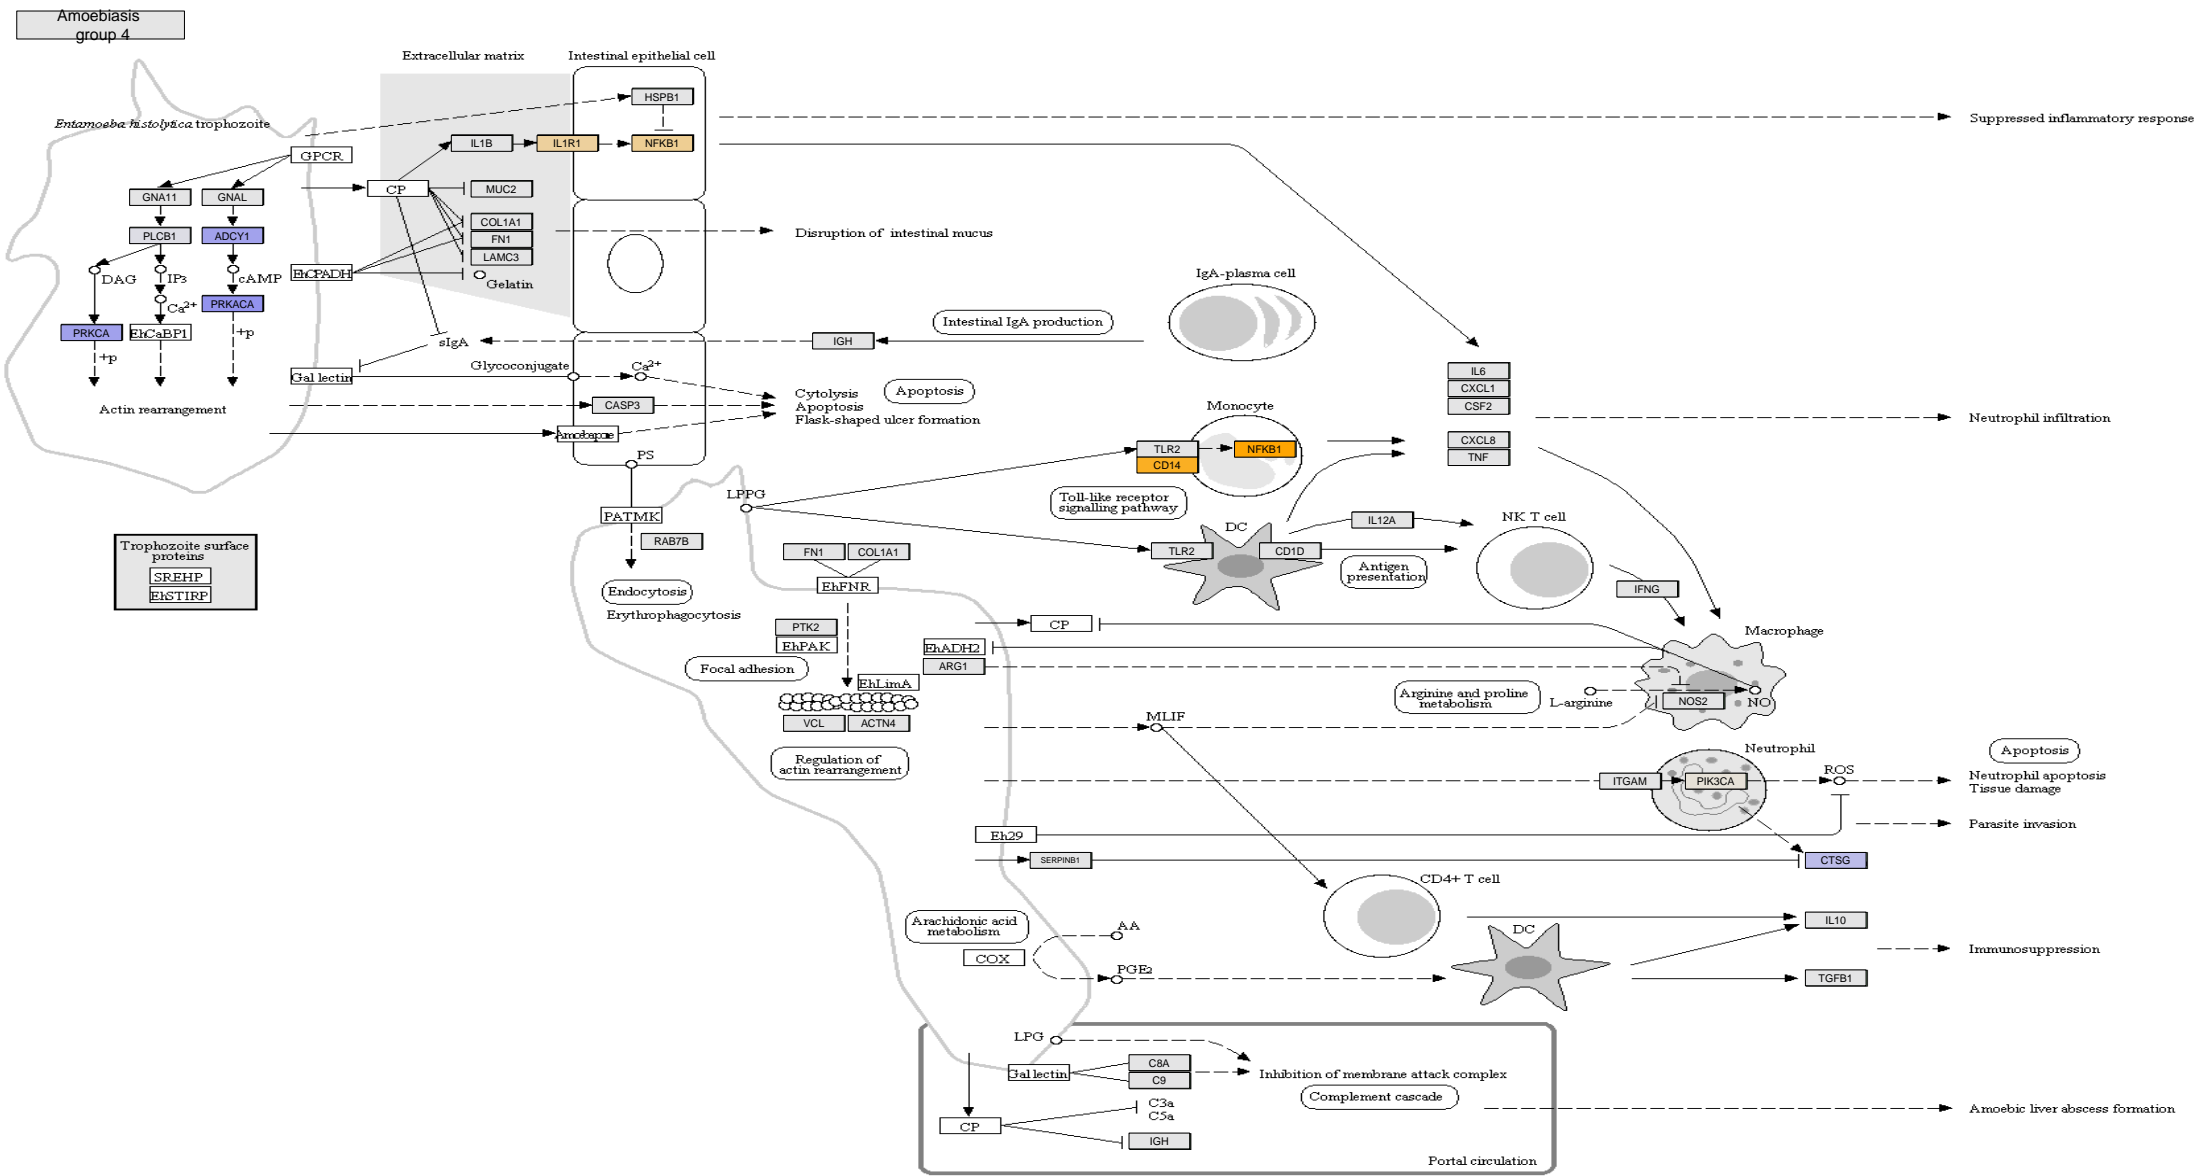 Amoebiasis
group 4
Extracellular matrix
Intestinal epithelial cell
HSPB1
Suppressed inflammatory response
Entamoeba histolytica trophozoite
IL1B
IL1R1
NFKB1
GPCR
CP
MUC2
GNA11
GNAL
COL1A1
FN1
LAMC3
Disruption of intestinal mucus
PLCB1
ADCY1
DAG
IP3
cAMP
EhCPADH
Gelatin
IgA-plasma cell
Ca2+
PRKACA
PRKCA
EhCaBP1
+p
+p
Intestinal IgA production
sIgA
IGH
Glycoconjugate
Ca2+
Gal lectin
IL6
CXCL1
CSF2
Cytolysis
Apoptosis
Flask-shaped ulcer formation
Apoptosis
CASP3
Actin rearrangement
Monocyte
Neutrophil infiltration
CXCL8
TNF
TLR2
CD14
NFKB1
PS
LPPG
Toll-like receptor
signalling pathway
PATMK
RAB7B
DC
IL12A
NK T cell
Trophozoite surface
proteins
SREHP
EhSTIRP
FN1
COL1A1
TLR2
CD1D
Antigen
presentation
EhFNR
Endocytosis
Erythrophagocytosis
IFNG
PTK2
EhPAK
CP
Macrophage
EhADH2
ARG1
Focal adhesion
EhLimA
Arginine and proline
metabolism
L-arginine
NOS2
NO
VCL
ACTN4
MLIF
Regulation of
actin rearrangement
Neutrophil
Apoptosis
ITGAM
PIK3CA
ROS
Neutrophil apoptosis
Tissue damage
Eh29
Parasite invasion
SERPINB1
CTSG
CD4+ T cell
Arachidonic acid
metabolism
AA
COX
PGE2
DC
IL10
Immunosuppression
TGFB1
LPG
Gal lectin
C8A
C9
Inhibition of membrane attack complex
Complement cascade
C3a
C5a
CP
IGH
Amoebic liver abscess formation
Portal circulation